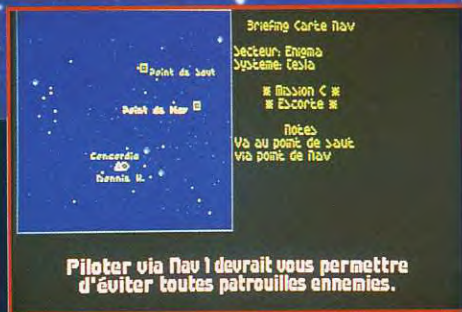 Briefing Carte Nav
Secteur: Enigma
Système: Tesla
* Mission C *
* Escorte *
Notes
Va au point de saut
via point de Nav
Point de Saut
Point de Nav
Concordia
Dennis K.
Piloter via Nav 1 devrait vous permettre
d'éviter toutes patrouilles ennemies.